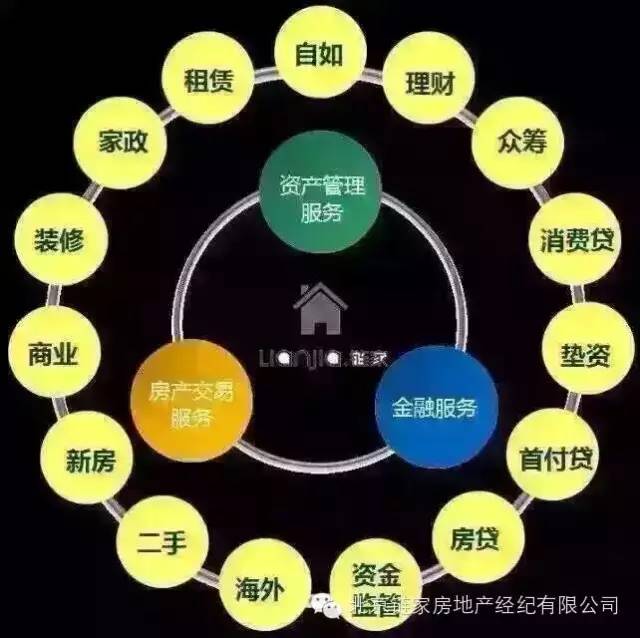 自如
租赁
理财
家政
众筹
资产管理
服务
装修
消费贷
Lianjia.链家
商业
垫资
房产交易
服务
金融服务
新房
首付贷
二手
房贷
海外
资金
监管
北京链家房地产经纪有限公司